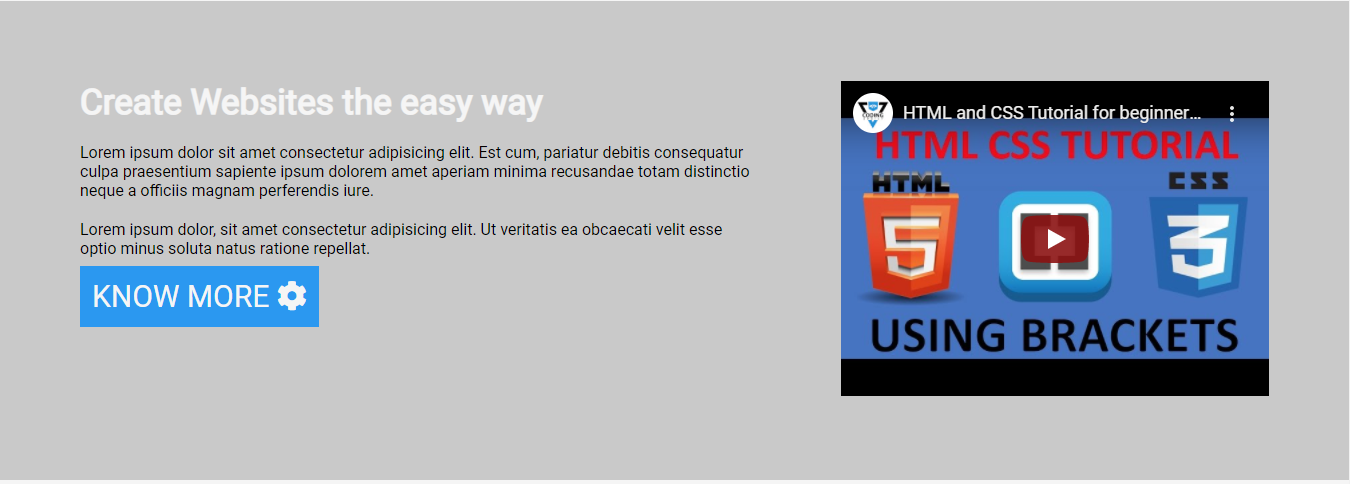 Create Websites the easy way
Lorem ipsum dolor sit amet consectetur adipisicing elit. Est cum, pariatur debitis consequatur
culpa praesentium sapiente ipsum dolorem amet aperiam minima recusandae totam distinctio
neque a officiis magnam perferendis iure.
Lorem ipsum dolor, sit amet consectetur adipisicing elit. Ut veritatis ea obcaecati velit esse
optio minus soluta natus ratione repellat.
KNOW MORE
CODING
HTML and CSS Tutorial for beginner...
HTML CSS TUTORIAL
HTML
CSS
5
3
USING BRACKETS